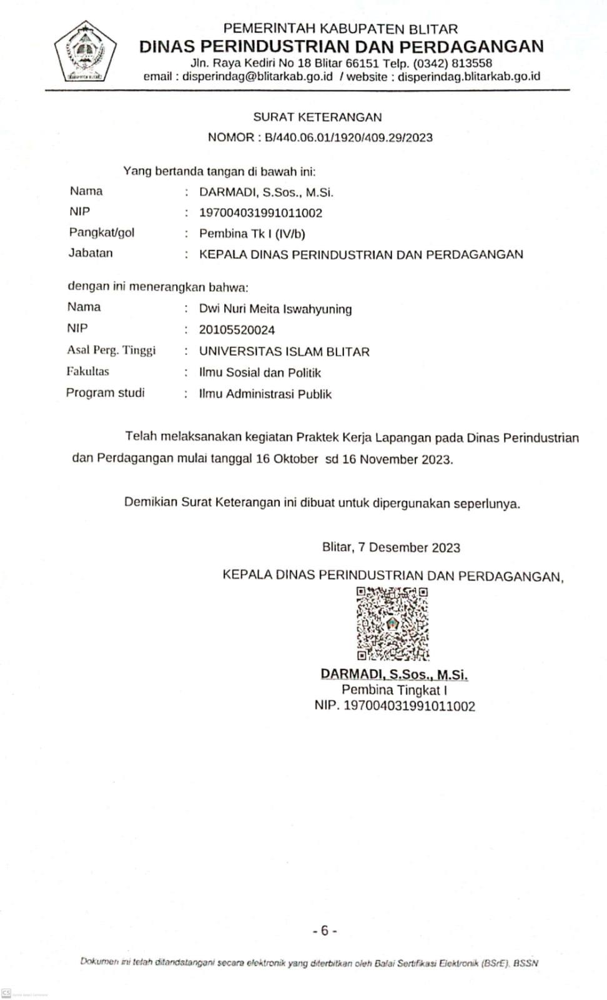 PEMERINTAH KABUPATEN BLITAR
DINAS PERINDUSTRIAN DAN PERDAGANGAN
Jln. Raya Kediri No 18 Blitar 66151 Telp. (0342) 813558
email : disperindag@blitarkab.go.id / website : disperindag.blitarkab.go.id
SURAT KETERANGAN
NOMOR : B/440.06.01/1920/409.29/2023
Yang bertanda tangan di bawah ini:
Nama : DARMADI, S.Sos., M.Si.
NIP : 197004031991011002
Pangkat/gol : Pembina Tk I (IV/b)
Jabatan : KEPALA DINAS PERINDUSTRIAN DAN PERDAGANGAN
dengan ini menerangkan bahwa:
Nama : Dwi Nuri Meita Iswahyuning
NIP : 20105520024
Asal Perg. Tinggi : UNIVERSITAS ISLAM BLITAR
Fakultas : Ilmu Sosial dan Politik
Program studi : Ilmu Administrasi Publik
Telah melaksanakan kegiatan Praktek Kerja Lapangan pada Dinas Perindustrian
dan Perdagangan mulai tanggal 16 Oktober sd 16 November 2023.
Demikian Surat Keterangan ini dibuat untuk dipergunakan seperlunya.
Blitar, 7 Desember 2023
KEPALA DINAS PERINDUSTRIAN DAN PERDAGANGAN,
DARMADI, S.Sos., M.Si.
Pembina Tingkat I
NIP. 197004031991011002
- 6 -
Dokumen ini telah ditandatangani secara elektronik yang diterbitkan oleh Balai Sertifikasi Elektronik (BSrE). BSSN
CS